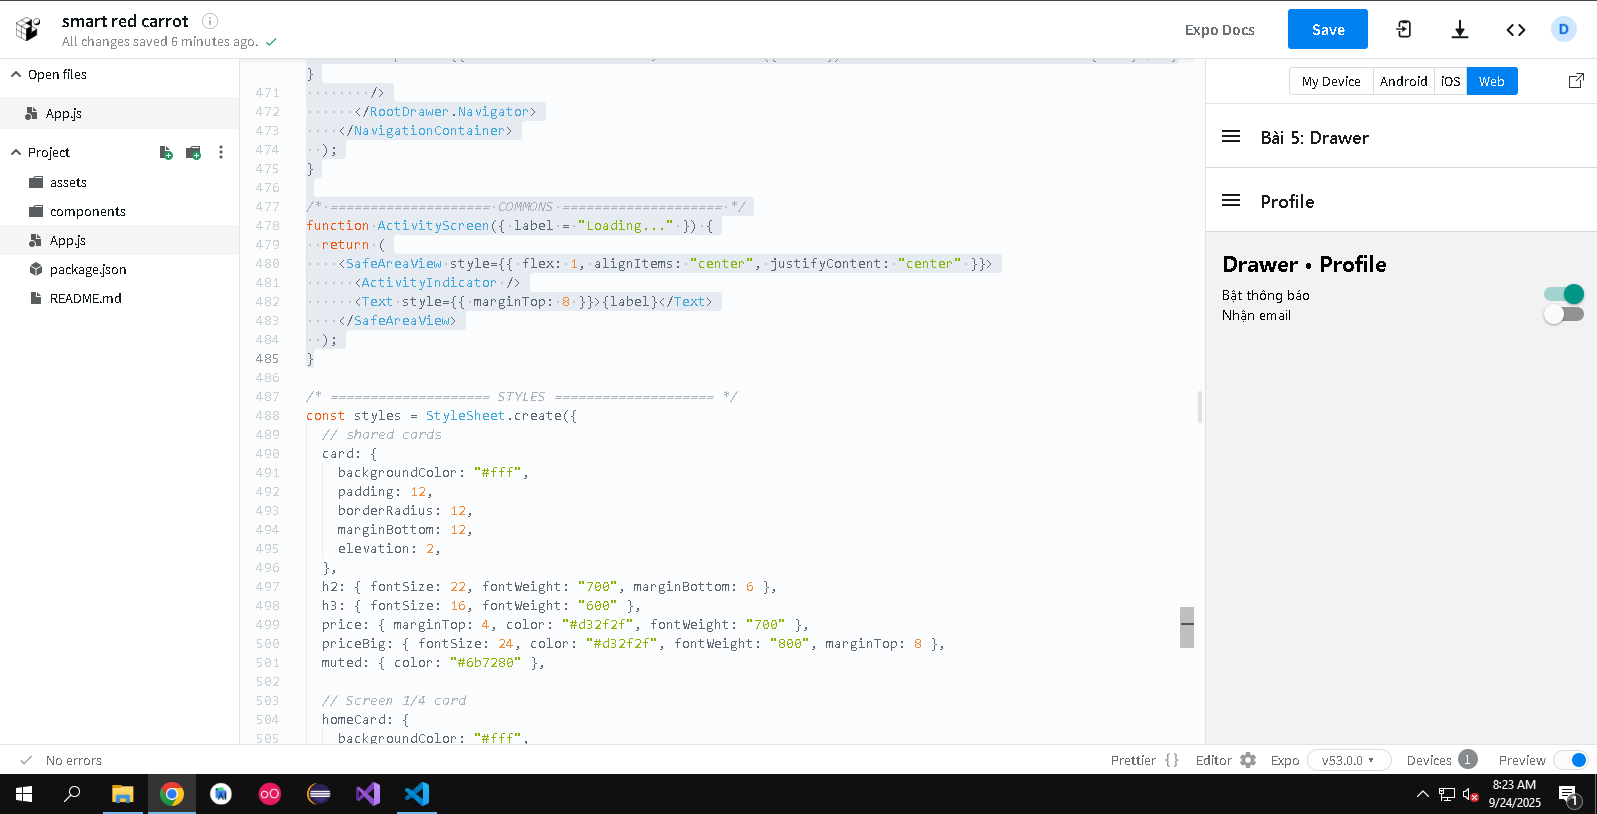 smart red carrot
All changes saved 6 minutes ago.
Expo Docs
Save
D
Open files
App.js
Project
assets
components
App.js
package.json
README.md
}
471 />
472 </RootDrawer.Navigator>
473 </NavigationContainer>
474 );
475 }
476
477 /* ==================== COMMONS ==================== */
478 function ActivityScreen({ label = "Loading..." }) {
479 return (
480 <SafeAreaView style={{ flex: 1, alignItems: "center", justifyContent: "center" }}>
481 <ActivityIndicator />
482 <Text style={{ marginTop: 8 }}>{label}</Text>
483 </SafeAreaView>
484 );
485 }
486
487 /* ==================== STYLES ==================== */
488 const styles = StyleSheet.create({
489 // shared cards
490 card: {
491 backgroundColor: "#fff",
492 padding: 12,
493 borderRadius: 12,
494 marginBottom: 12,
495 elevation: 2,
496 },
497 h2: { fontSize: 22, fontWeight: "700", marginBottom: 6 },
498 h3: { fontSize: 16, fontWeight: "600" },
499 price: { marginTop: 4, color: "#d32f2f", fontWeight: "700" },
500 priceBig: { fontSize: 24, color: "#d32f2f", fontWeight: "800", marginTop: 8 },
501 muted: { color: "#6b7280" },
502
503 // Screen 1/4 card
504 homeCard: {
505 backgroundColor: "#fff",
My Device
Android
iOS
Web
Bài 5: Drawer
Profile
Drawer • Profile
Bật thông báo
Nhận email
No errors
Prettier {}
Editor
Expo
v53.0.0
Devices
1
Preview
8:23 AM
9/24/2025
1